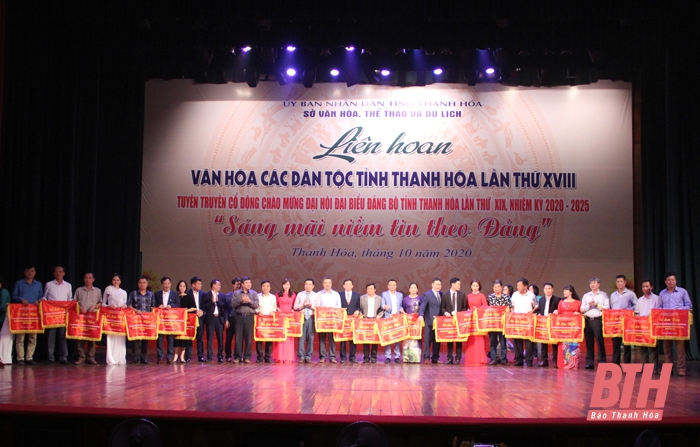 ỦY BAN NHÂN DÂN TỈNH THANH HÓA
SỞ VĂN HÓA, THỂ THAO VÀ DU LỊCH
Liên hoan
VĂN HÓA CÁC DÂN TỘC TỈNH THANH HÓA LẦN THỨ XVIII
TUYÊN TRUYỀN CỔ ĐỘNG CHÀO MỪNG ĐẠI HỘI ĐẠI BIỂU ĐẢNG BỘ TỈNH THANH HÓA LẦN THỨ XIX, NHIỆM KỲ 2020 - 2025
"Sáng mãi niềm tin theo Đảng"
Thanh Hóa, tháng 10 năm 2020
BTH
Báo Thanh Hóa